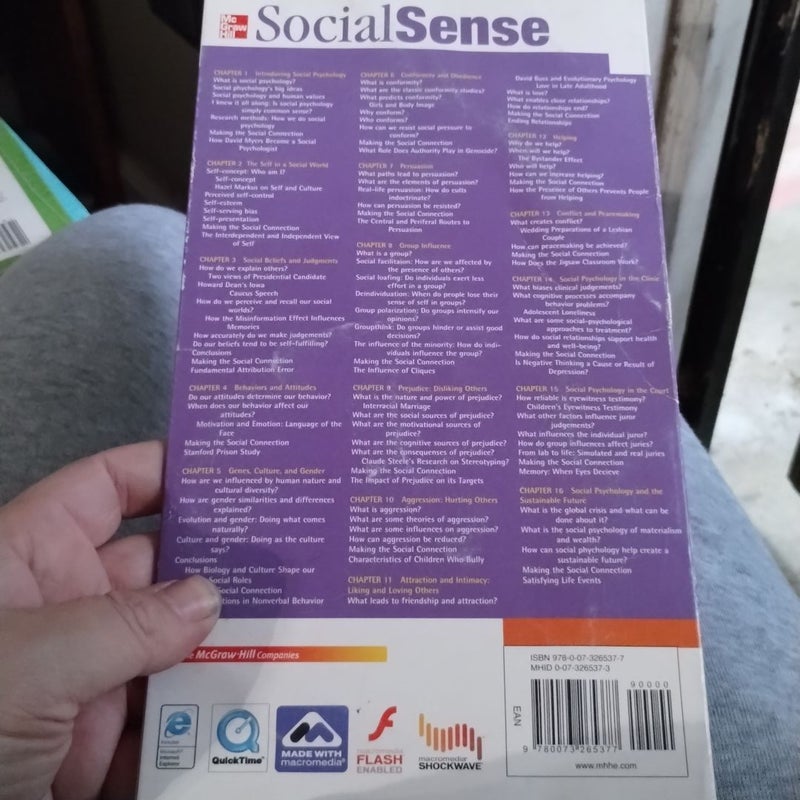 Mc
Graw
Hill
SocialSense
CHAPTER 1 Introducing Social Psychology
What is social psychology?
Social phychology's big ideas
Social psychology and human values
I knew it all along: Is social psychology
simply common sense?
Research methods: How we do social
psychology
Making the Social Connection
How David Myers Became a Social
Psychologist
CHAPTER 2 The Self in a Social World
Self-concept: Who am I?
Self-concept
Hazel Markus on Self and Culture
Perceived self-control
Self-esteem
Self-serving bias
Self-presentation
Making the Social Connection
The Interdependent and Independent View
of Self
CHAPTER 3 Social Beliefs and Judgments
How do we explain others?
Two views of Presidential Candidate
Howard Dean's Iowa
Caucus Speech
How do we perceive and recall our social
worlds?
How the Misinformation Effect Influences
Memories
How accurately do we make judgements?
Do our beliefs tend to be self-fulfilling?
Conclusions
Making the Social Connection
Fundamental Attribution Error
CHAPTER 4 Behaviors and Attitudes
Do our attitudes determine our behavior?
When does our behavior affect our
attitudes?
Motivation and Emotion: Language of the
Face
Making the Social Connection
Stanford Prison Study
CHAPTER 5 Genes, Culture, and Gender
How are we influenced by human nature and
cultural diversity?
How are gender similarities and differences
explained?
Evolution and gender: Doing what comes
naturally?
Culture and gender: Doing as the culture
says?
Conclusions
How Biology and Culture Shape our
Social Roles
Social Connection
in Nonverbal Behavior
CHAPTER 6 Conformity and Obedience
What is conformity?
What are the classic conformity studies?
What predicts conformity?
Girls and Body Image
Why conform?
Who conforms?
How can we resist social pressure to
conform?
Making the Social Connection
What Role Does Authority Play in Genocide?
CHAPTER 7 Persuasion
What paths lead to persuasion?
What are the elements of persuasion?
Real-life persuasion: How do cults
indoctrinate?
How can persuasion be resisted?
Making the Social Connection
The Central and Periferal Routes to
Persuasion
CHAPTER 8 Group Influence
What is a group?
Social facilitaion: How are we affected by
the presence of others?
Social loafing: Do individuals exert less
effort in a group?
Deindividuation: When do people lose their
sense of self in groups?
Group polarization: Do groups intensify our
opinions?
Groupthink: Do groups hinder or assist good
decisions?
The influence of the minority: How do indi-
viduals influence the group?
Making the Social Connection
The Influence of Cliques
CHAPTER 9 Prejudice: Disliking Others
What is the nature and power of prejudice?
Interracial Marriage
What are the social sources of prejudice?
What are the motivational sources of
prejudice?
What are the cognitive sources of prejudice?
What are the consequences of prejudice?
Claude Steele's Research on Stereotyping?
Making the Social Connection
The Impact of Prejudice on its Targets
CHAPTER 10 Aggression: Hurting Others
What is aggression?
What are some theories of aggression?
What are some influences on aggression?
How can aggression be reduced?
Making the Social Connection
Characteristics of Children Who Bully
CHAPTER 11 Attraction and Intimacy:
Liking and Loving Others
What leads to friendship and attraction?
David Buss and Evolutionary Psychology
Love in Late Adulthood
What is love?
What enables close relationships?
How do relationships end?
Making the Social Connection
Ending Relationships
CHAPTER 12 Helping
Why do we help?
When will we help?
The Bystander Effect
Who will help?
How can we increase helping?
Making the Social Connection
How the Presence of Others Prevents People
from Helping
CHAPTER 13 Conflict and Peacemaking
What creates conflict?
Wedding Preparations of a Lesbian
Couple
How can peacemaking be achieved?
Making the Social Connection
How Does the Jigsaw Classroom Work?
CHAPTER 14 Social Psychology in the Clinic
What biases clinical judgements?
What cognitive processes accompany
behavior problems?
Adolescent Loneliness
What are some social-psychological
approaches to treatment?
How do social relationships support health
and well-being?
Making the Social Connection
Is Negative Thinking a Cause or Result of
Depression?
CHAPTER 15 Social Psychology in the Court
How reliable is eyewitness testimony?
Children's Eyewitness Testimony
What other factors influence juror
judgements?
What influences the individual juror?
How do group influences affect juries?
From lab to life: Simulated and real juries
Making the Social Connection
Memory: When Eyes Decieve
CHAPTER 16 Social Psychology and the
Sustainable Future
What is the global crisis and what can be
done about it?
What is the social psychology of materialism
and wealth?
How can social phychology help create a
sustainable future?
Making the Social Connection
Satisfying Life Events
McGraw-Hill Companies
Microsoft
Internet
Explorer
QuickTime
MADE WITH
macromedia
macromedia
FLASH
ENABLED
macromedia
SHOCKWAVE
ISBN 978-0-07-326537-7
MHID 0-07-326537-3
90000
EAN
9 780073 265377
www.mhhe.com